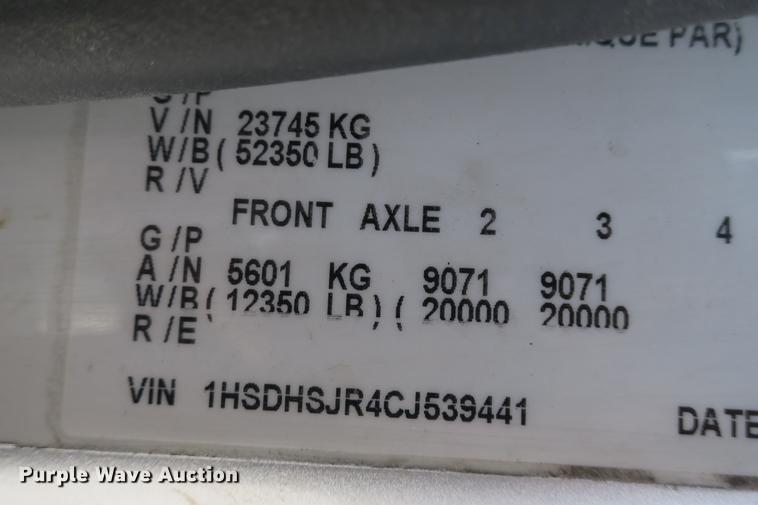 QUE PAR)
G /P
V /N 23745 KG
W/B ( 52350 LB )
R /V
FRONT AXLE 2 3 4
G /P
A /N 5601 KG 9071 9071
W/B ( 12350 LB ) ( 20000 20000
R /E
VIN 1HSDHSJR4CJ539441
DATE
Purple Wave Auction